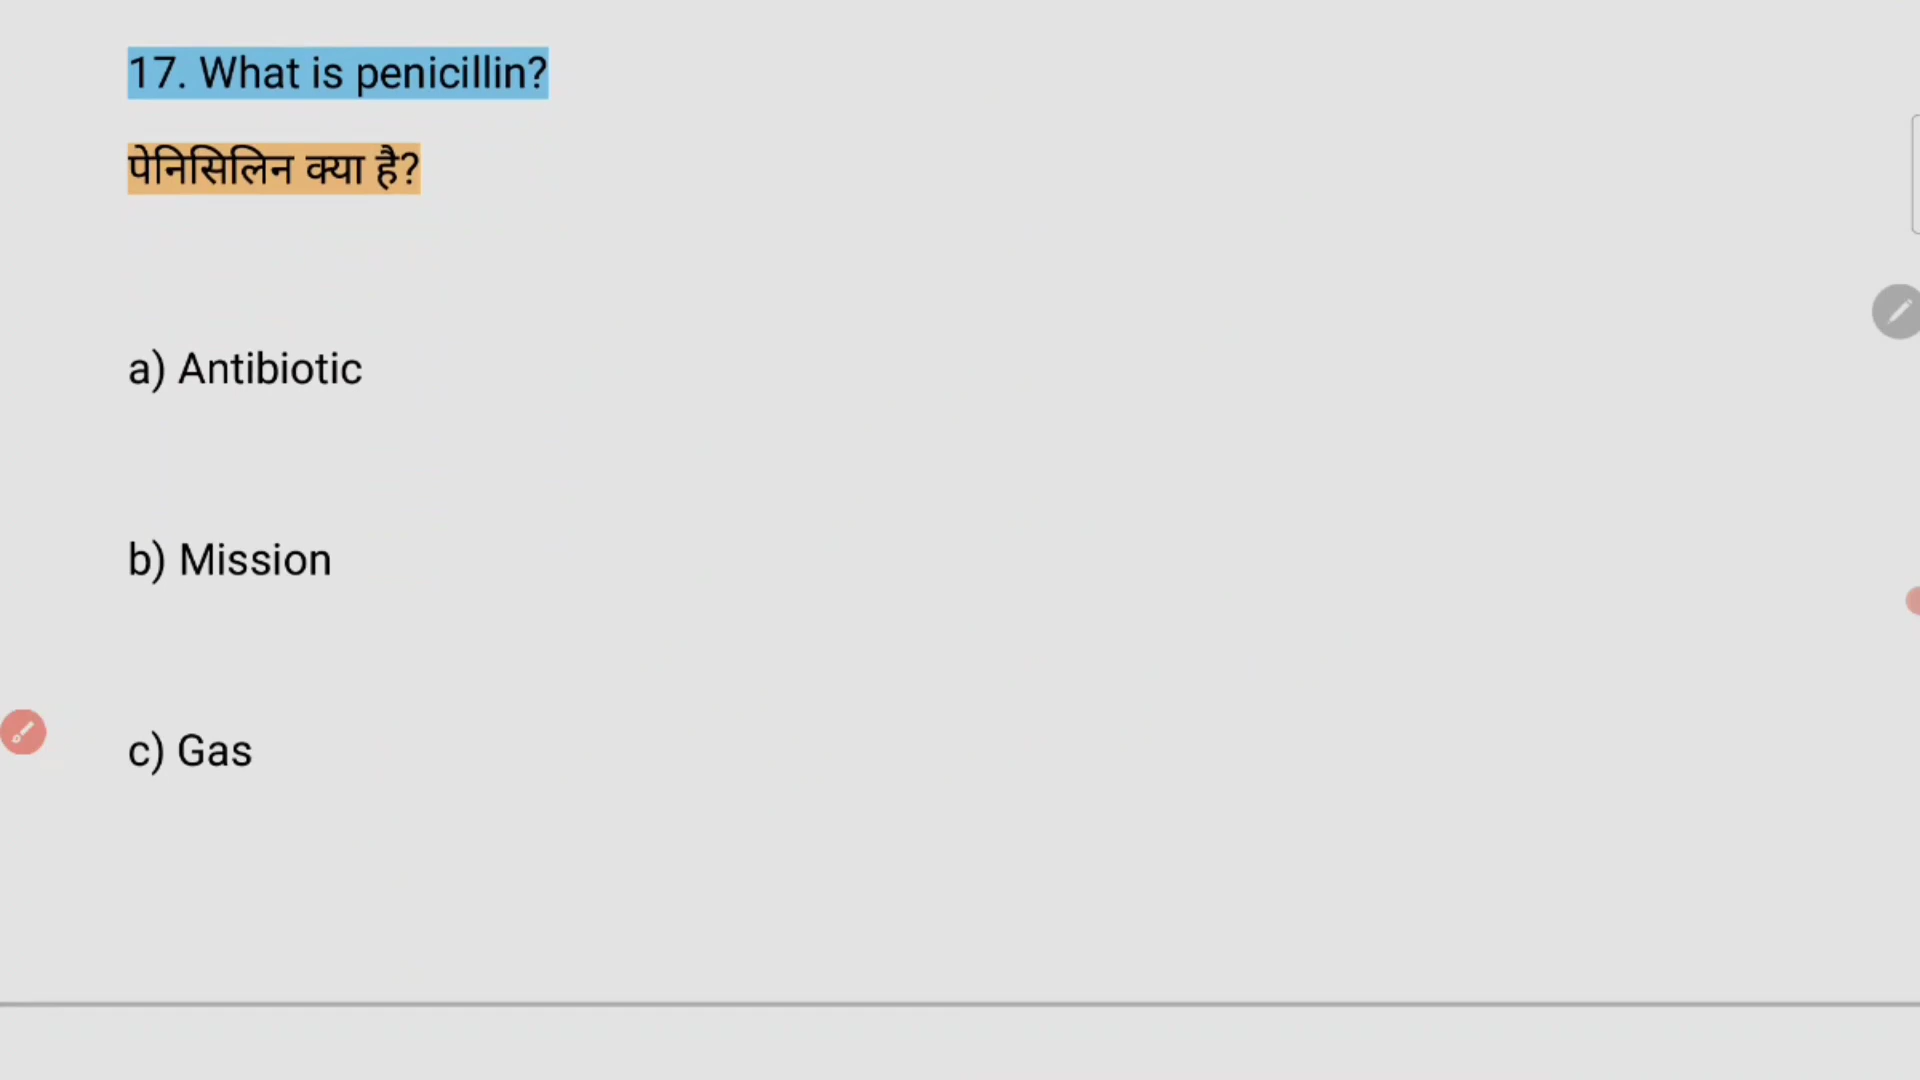 17. What is penicillin?
पेनिसिलिन क्या है?
a) Antibiotic
b) Mission
c) Gas